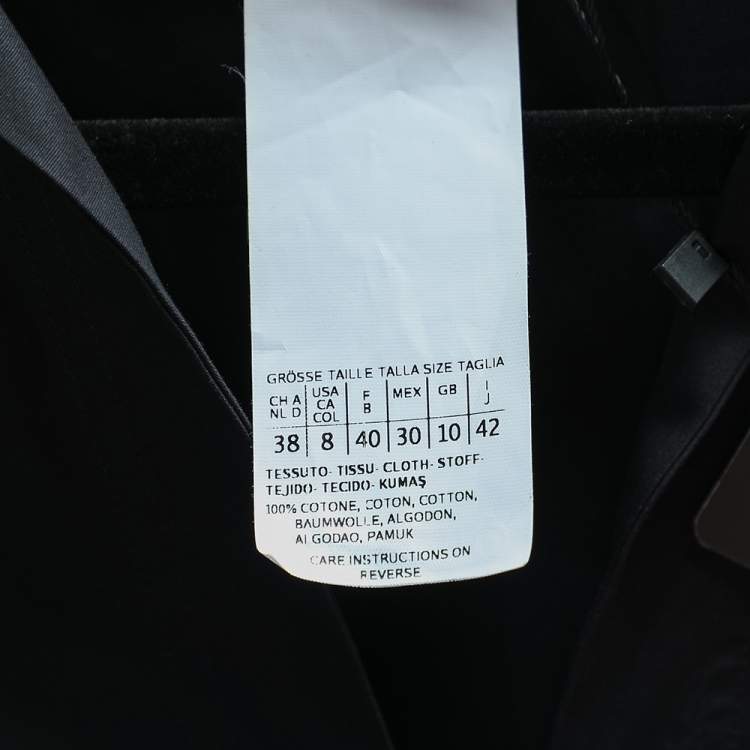 GRÖSSE TAILLE TALLA SIZE TAGLIA
CH A NL D | USA CA COL | F B | MEX | GB | I J
38 | 8 | 40 | 30 | 10 | 42
TESSUTO- TISSU- CLOTH- STOFF-
TEJIDO- TECIDO- KUMAŞ
100% COTONE, COTON, COTTON,
BAUMWOLLE, ALGODON,
ALGODAO, PAMUK
CARE INSTRUCTIONS ON
REVERSE